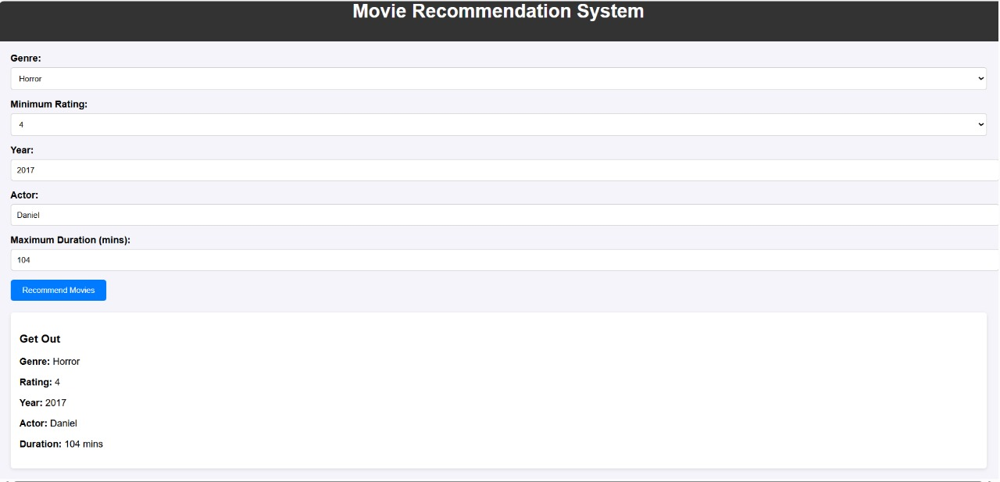 Movie Recommendation System
Genre:
Horror
Minimum Rating:
4
Year:
2017
Actor:
Daniel
Maximum Duration (mins):
104
Recommend Movies
Get Out
Genre: Horror
Rating: 4
Year: 2017
Actor: Daniel
Duration: 104 mins